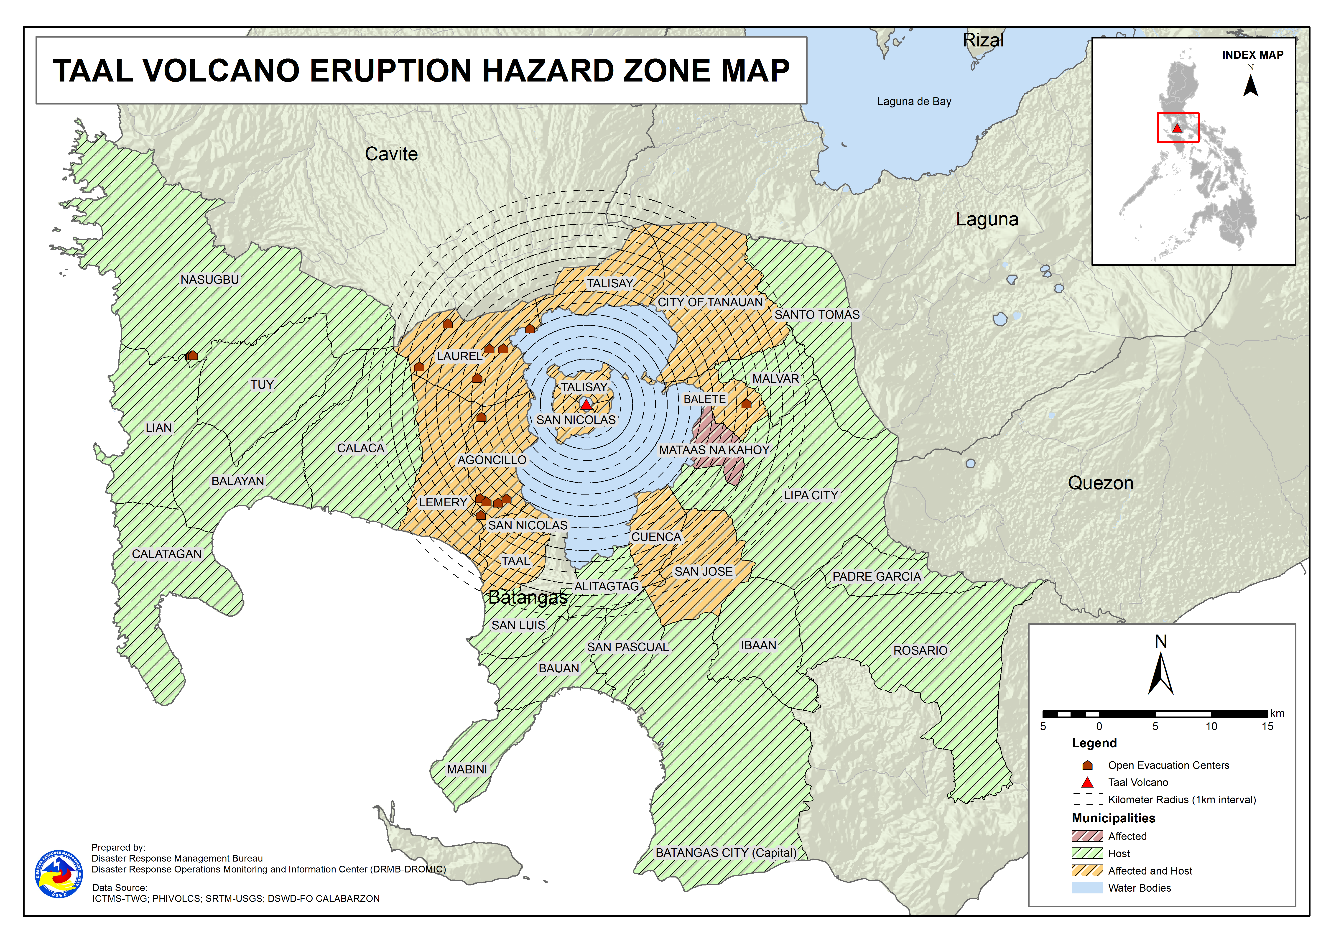 TAAL VOLCANO ERUPTION HAZARD ZONE MAP
Rizal
INDEX MAP
N
Laguna de Bay
Cavite
Laguna
NASUGBU
TALISAY
CITY OF TANAUAN
SANTO TOMAS
LAUREL
TUY
TALISAY
MALVAR
BALETE
LIAN
SAN NICOLAS
CALACA
MATAAS NA KAHOY
AGONCILLO
BALAYAN
Quezon
LIPA CITY
LEMERY
SAN NICOLAS
CUENCA
CALATAGAN
TAAL
SAN JOSE
PADRE GARCIA
ALITAGTAG
Batangas
SAN LUIS
SAN PASCUAL
IBAAN
ROSARIO
BAUAN
MABINI
BATANGAS CITY (Capital)
N
km
5 0 5 10 15
Legend
Open Evacuation Centers
Taal Volcano
Kilometer Radius (1km interval)
Municipalities
Affected
Host
Affected and Host
Water Bodies
Prepared by:
Disaster Response Management Bureau
Disaster Response Operations Monitoring and Information Center (DRMB DROMIC)
Data Source:
ICTMS-TWG; PHIVOLCS; SRTM-USGS: DSWD-FO CALABARZON